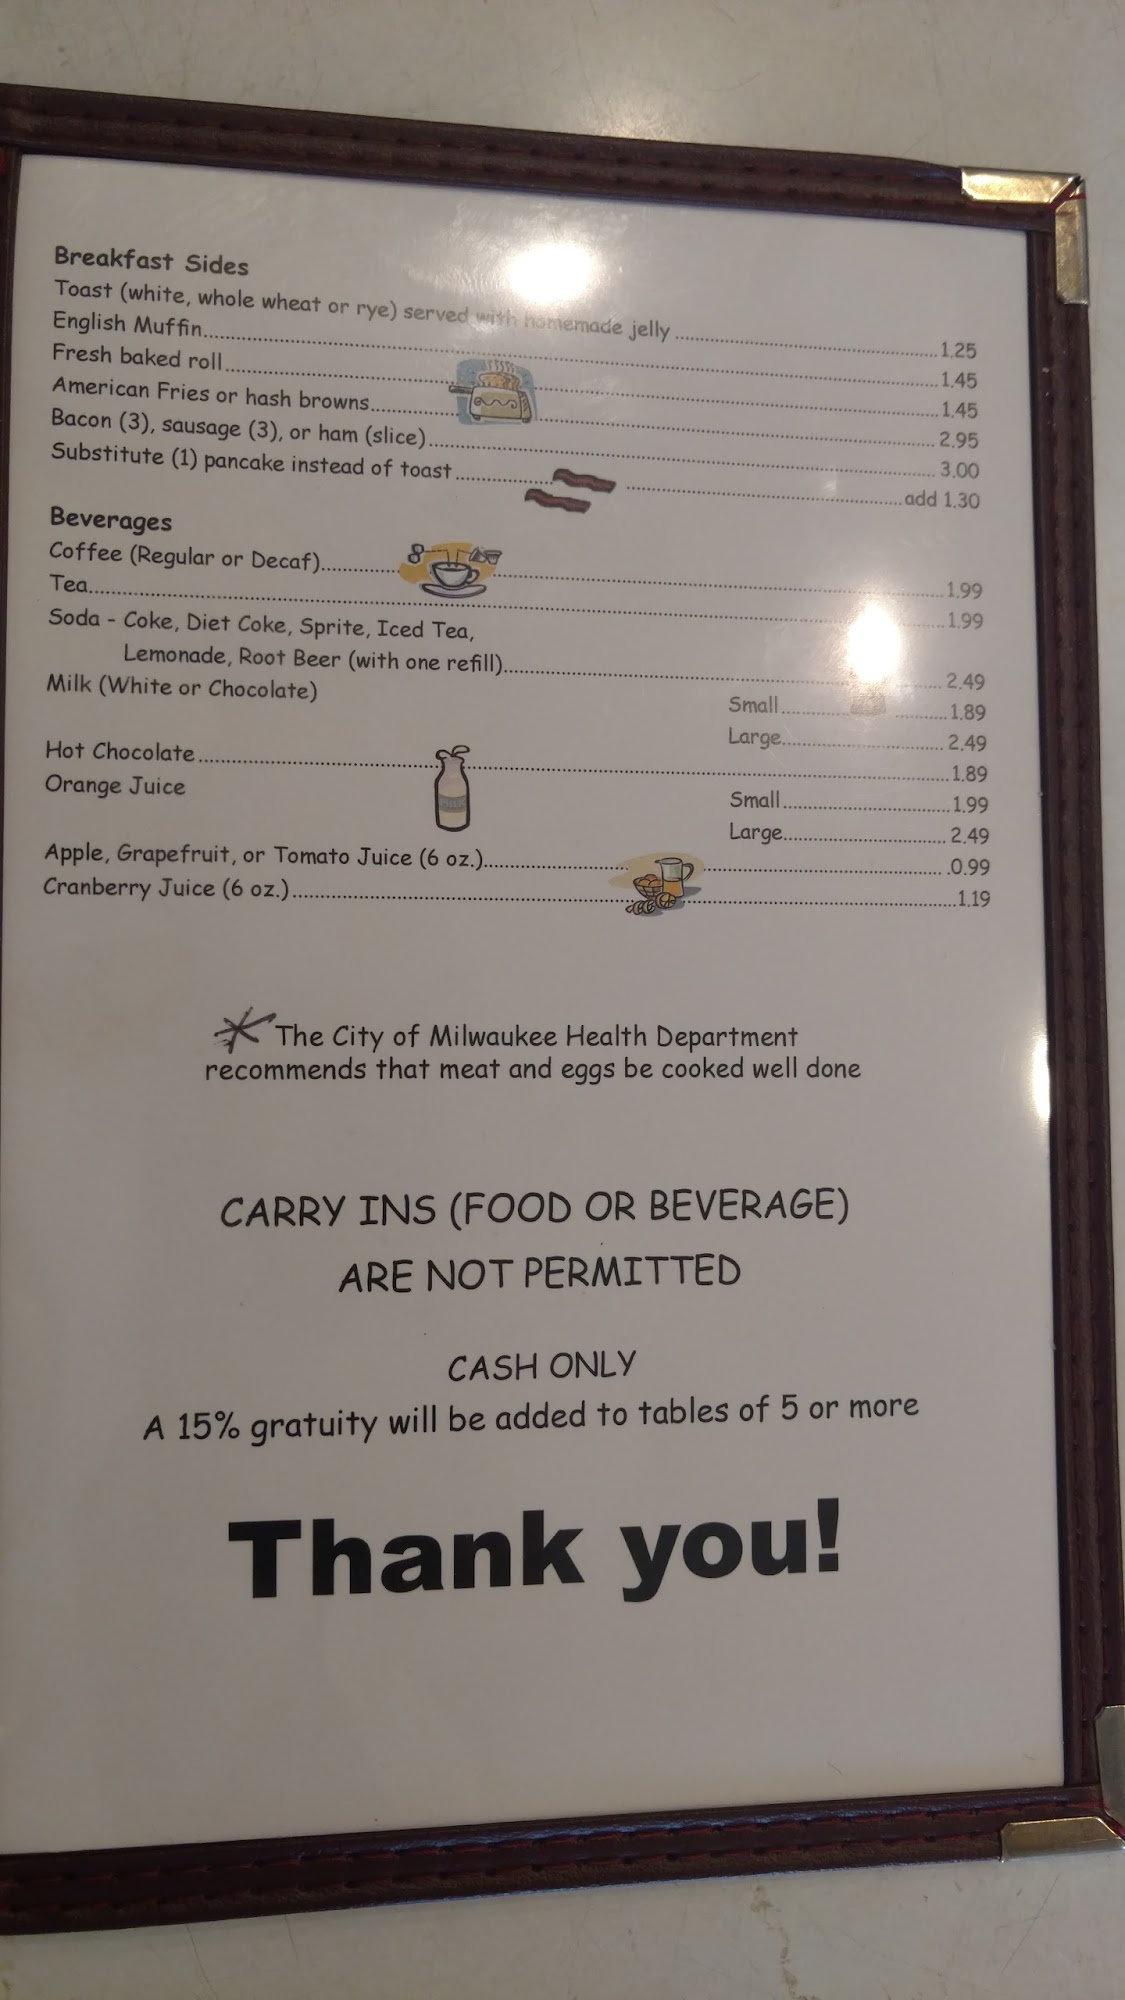 Breakfast Sides
Toast (white, whole wheat or rye) served with homemade jelly ........ 1.25
English Muffin........ 1.45
Fresh baked roll........ 1.45
American Fries or hash browns........ 2.95
Bacon (3), sausage (3), or ham (slice)........ 3.00
Substitute (1) pancake instead of toast........ add 1.30
Beverages
Coffee (Regular or Decaf)........ 1.99
Tea........ 1.99
Soda - Coke, Diet Coke, Sprite, Iced Tea,
Lemonade, Root Beer (with one refill)........ 2.49
Milk (White or Chocolate) Small........ 1.89
Large........ 2.49
Hot Chocolate........ 1.89
Orange Juice Small........ 1.99
Large........ 2.49
Apple, Grapefruit, or Tomato Juice (6 oz.)........ .0.99
Cranberry Juice (6 oz.)........ 1.19
The City of Milwaukee Health Department
recommends that meat and eggs be cooked well done
CARRY INS (FOOD OR BEVERAGE)
ARE NOT PERMITTED
CASH ONLY
A 15% gratuity will be added to tables of 5 or more
Thank you!